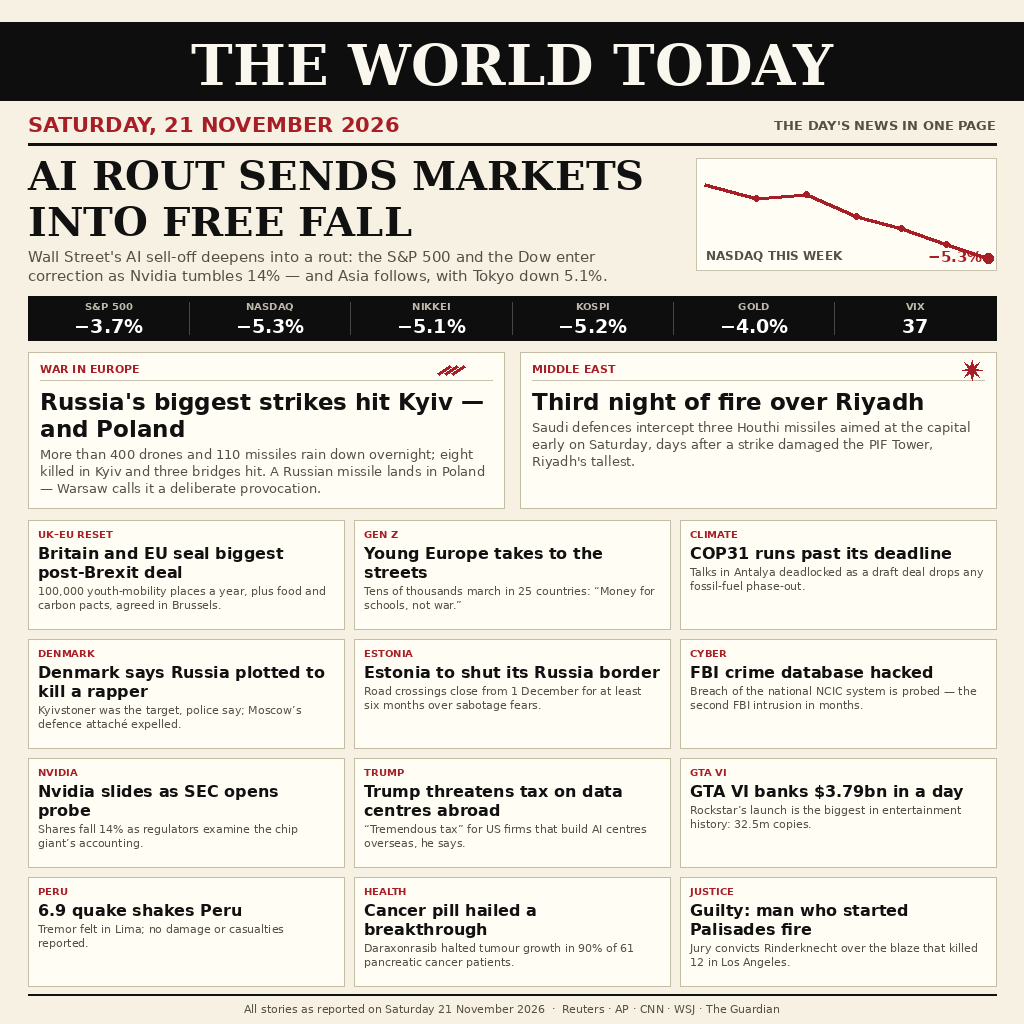 THE WORLD TODAY
SATURDAY, 21 NOVEMBER 2026
THE DAY'S NEWS IN ONE PAGE
AI ROUT SENDS MARKETS
INTO FREE FALL
Wall Street's AI sell-off deepens into a rout: the S&P 500 and the Dow enter
correction as Nvidia tumbles 14% — and Asia follows, with Tokyo down 5.1%.
NASDAQ THIS WEEK
−5.3%
S&P 500
−3.7%
NASDAQ
−5.3%
NIKKEI
−5.1%
KOSPI
−5.2%
GOLD
−4.0%
VIX
37
WAR IN EUROPE
Russia's biggest strikes hit Kyiv —
and Poland
More than 400 drones and 110 missiles rain down overnight; eight
killed in Kyiv and three bridges hit. A Russian missile lands in Poland
— Warsaw calls it a deliberate provocation.
MIDDLE EAST
Third night of fire over Riyadh
Saudi defences intercept three Houthi missiles aimed at the capital
early on Saturday, days after a strike damaged the PIF Tower,
Riyadh's tallest.
UK–EU RESET
Britain and EU seal biggest
post-Brexit deal
100,000 youth-mobility places a year, plus food and
carbon pacts, agreed in Brussels.
GEN Z
Young Europe takes to the
streets
Tens of thousands march in 25 countries: “Money for
schools, not war.”
CLIMATE
COP31 runs past its deadline
Talks in Antalya deadlocked as a draft deal drops any
fossil-fuel phase-out.
DENMARK
Denmark says Russia plotted to
kill a rapper
Kyivstoner was the target, police say; Moscow’s
defence attaché expelled.
ESTONIA
Estonia to shut its Russia border
Road crossings close from 1 December for at least
six months over sabotage fears.
CYBER
FBI crime database hacked
Breach of the national NCIC system is probed — the
second FBI intrusion in months.
NVIDIA
Nvidia slides as SEC opens
probe
Shares fall 14% as regulators examine the chip
giant’s accounting.
TRUMP
Trump threatens tax on data
centres abroad
“Tremendous tax” for US firms that build AI centres
overseas, he says.
GTA VI
GTA VI banks $3.79bn in a day
Rockstar’s launch is the biggest in entertainment
history: 32.5m copies.
PERU
6.9 quake shakes Peru
Tremor felt in Lima; no damage or casualties
reported.
HEALTH
Cancer pill hailed a
breakthrough
Daraxonrasib halted tumour growth in 90% of 61
pancreatic cancer patients.
JUSTICE
Guilty: man who started
Palisades fire
Jury convicts Rinderknecht over the blaze that killed
12 in Los Angeles.
All stories as reported on Saturday 21 November 2026 · Reuters · AP · CNN · WSJ · The Guardian